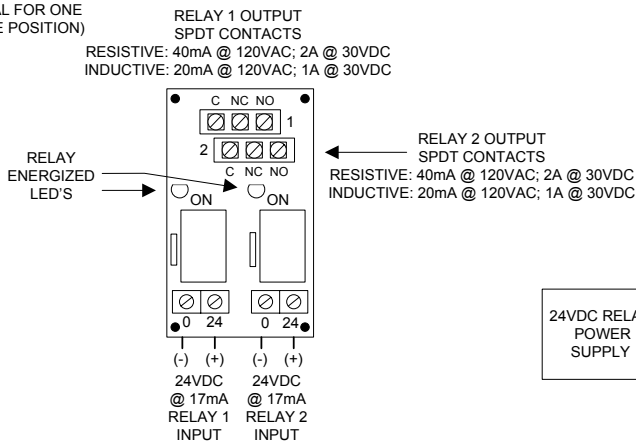 AL FOR ONE
E POSITION)
RELAY 1 OUTPUT
SPDT CONTACTS
RESISTIVE: 40mA @ 120VAC; 2A @ 30VDC
INDUCTIVE: 20mA @ 120VAC; 1A @ 30VDC
C NC NO
1
2
C NC NO
RELAY 2 OUTPUT
SPDT CONTACTS
RESISTIVE: 40mA @ 120VAC; 2A @ 30VDC
INDUCTIVE: 20mA @ 120VAC; 1A @ 30VDC
RELAY
ENERGIZED
LED'S
ON ON
0 24 0 24
(-) (+) (-) (+)
24VDC
@ 17mA
RELAY 1
INPUT
24VDC
@ 17mA
RELAY 2
INPUT
24VDC RELA
POWER
SUPPLY